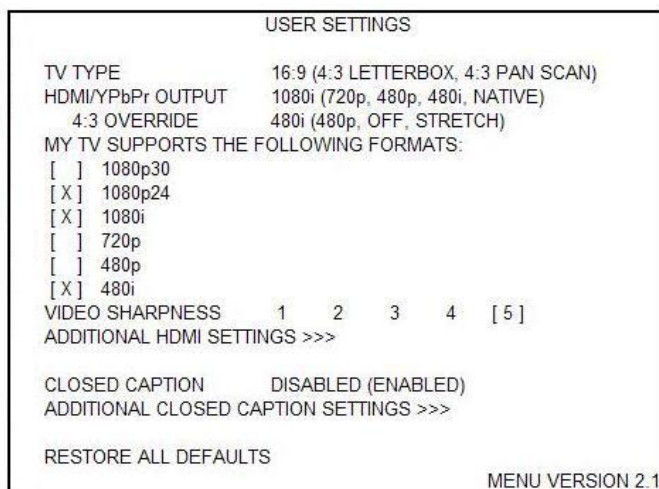 USER SETTINGS
TV TYPE 16:9 (4:3 LETTERBOX, 4:3 PAN SCAN)
HDMI/YPbPr OUTPUT 1080i (720p, 480p, 480i, NATIVE)
4:3 OVERRIDE 480i (480p, OFF, STRETCH)
MY TV SUPPORTS THE FOLLOWING FORMATS:
[ ] 1080p30
[ X ] 1080p24
[ X ] 1080i
[ ] 720p
[ ] 480p
[ X ] 480i
VIDEO SHARPNESS 1 2 3 4 [ 5 ]
ADDITIONAL HDMI SETTINGS >>>
CLOSED CAPTION DISABLED (ENABLED)
ADDITIONAL CLOSED CAPTION SETTINGS >>>
RESTORE ALL DEFAULTS
MENU VERSION 2.1